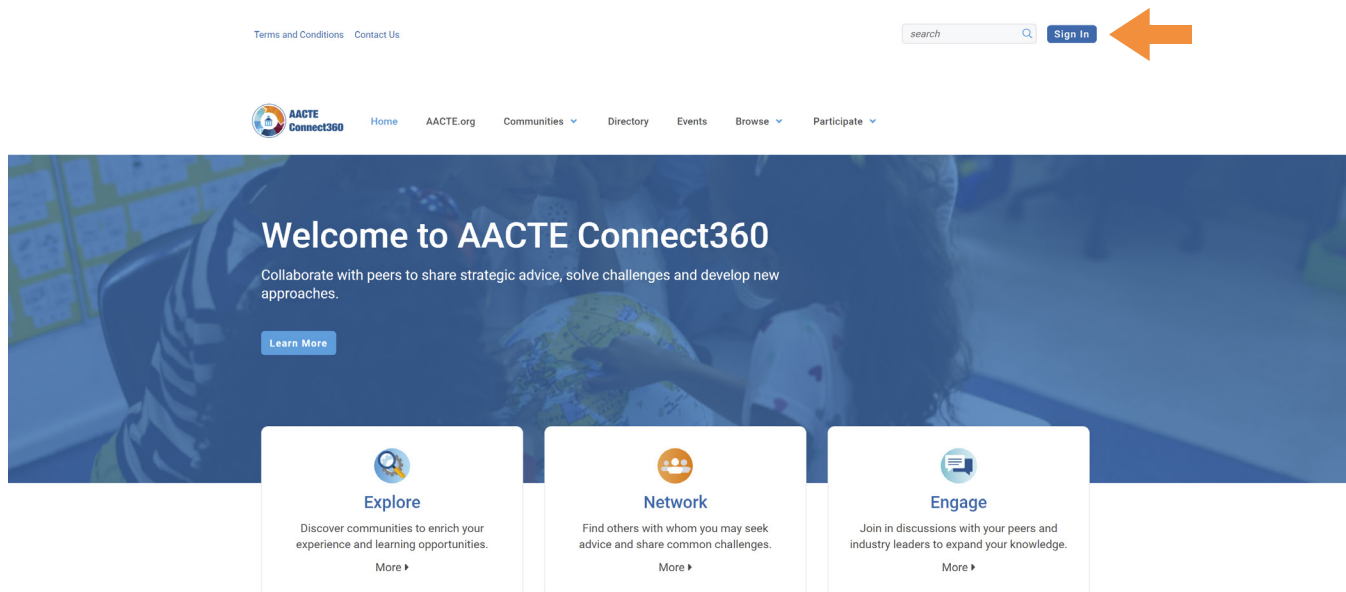 Terms and Conditions Contact Us
search Sign In
AACTE
Connect360
Home AACTE.org Communities Directory Events Browse Participate
Welcome to AACTE Connect360
Collaborate with peers to share strategic advice, solve challenges and develop new
approaches.
Learn More
Explore
Discover communities to enrich your
experience and learning opportunities.
More
Network
Find others with whom you may seek
advice and share common challenges.
More
Engage
Join in discussions with your peers and
industry leaders to expand your knowledge.
More